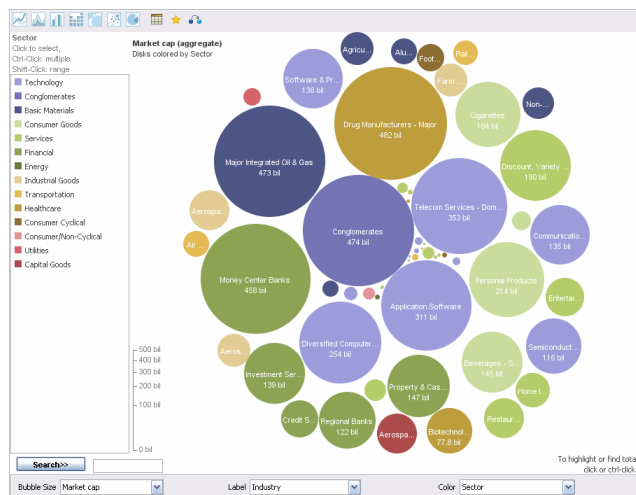 Sector
Click to select,
Ctrl-Click: multiple
Shift-Click: range
Technology
Conglomerates
Basic Materials
Consumer Goods
Services
Financial
Energy
Industrial Goods
Transportation
Healthcare
Consumer Cyclical
Consumer/Non-Cyclical
Utilities
Capital Goods
500 bil
400 bil
300 bil
200 bil
100 bil
0 bil
Search>>
Market cap (aggregate)
Disks colored by Sector
Agricu...
Alu...
Foot...
Rail...
Software & Pr...
136 bil
Farm...
Non-...
Drug Manufacturers - Major
482 bil
Cigarettes
164 bil
Major Integrated Oil & Gas
473 bil
Discount, Variety ...
190 bil
Aerospa...
Telecom Services - Dom...
353 bil
Conglomerates
474 bil
Communicatio...
135 bil
Air ...
Money Center Banks
458 bil
Personal Products
214 bil
Application Software
311 bil
Entertai...
Diversified Computer...
254 bil
Aeros...
Semiconduct...
116 bil
Beverages - S...
145 bil
Investment Ser...
139 bil
Property & Cas...
147 bil
Home I...
Credit S...
Regional Banks
122 bil
Restaur...
Aerospa...
Biotechnol...
77.8 bil
To highlight or find tota
click or ctrl-click.
Bubble Size
Market cap
Label
Industry
Color
Sector